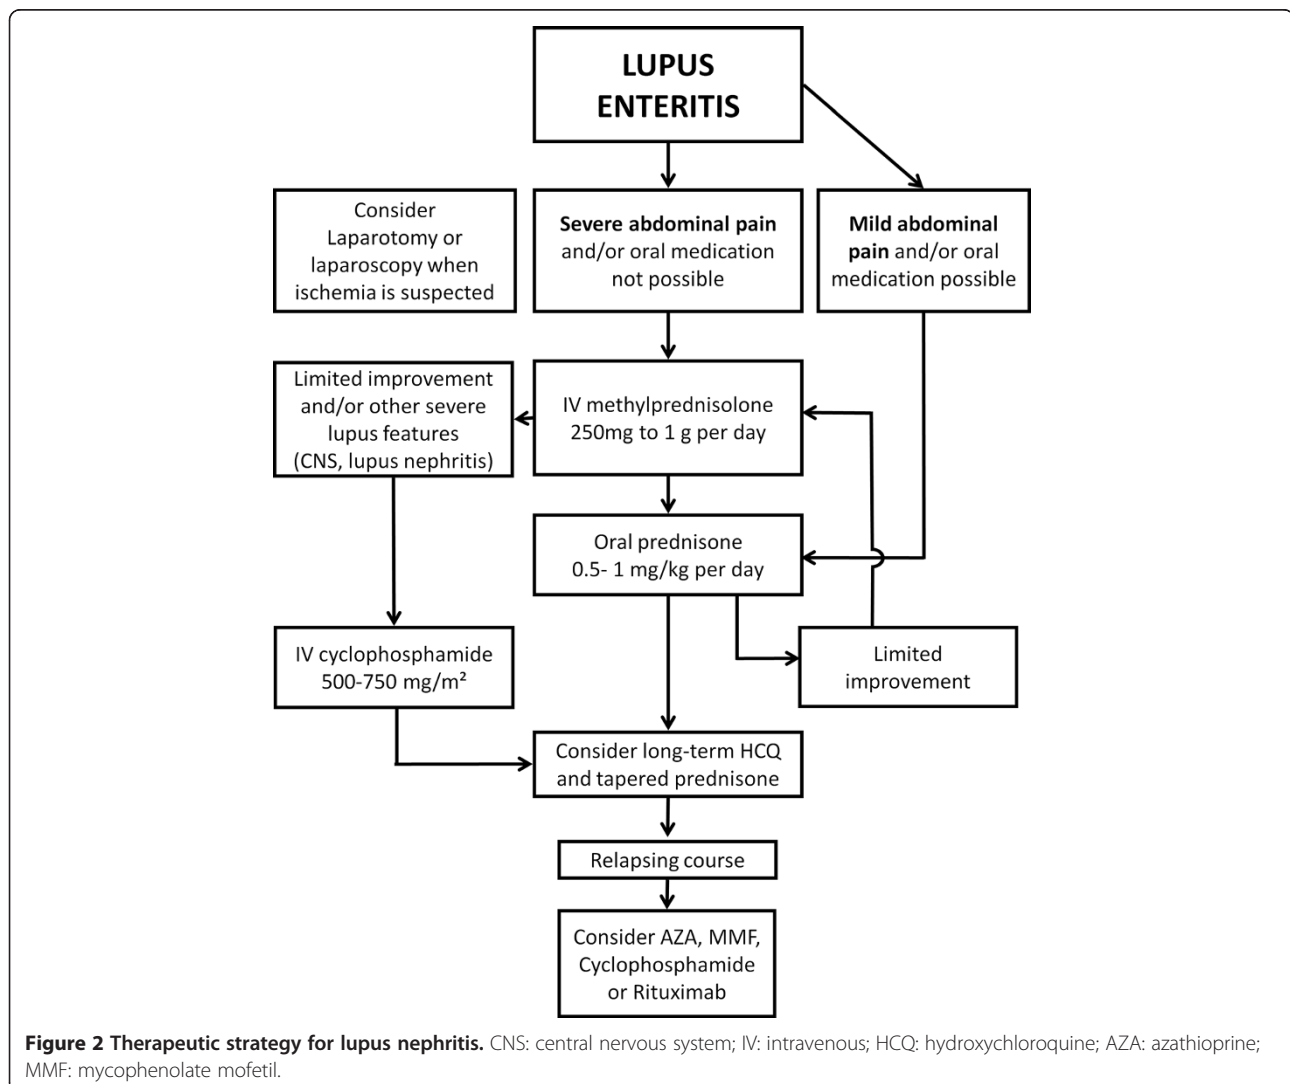 LUPUS
ENTERITIS
Consider
Laparotomy or
laparoscopy when
ischemia is suspected
Severe abdominal pain
and/or oral medication
not possible
Mild abdominal
pain and/or oral
medication possible
Limited improvement
and/or other severe
lupus features
(CNS, lupus nephritis)
IV methylprednisolone
250mg to 1 g per day
Oral prednisone
0.5- 1 mg/kg per day
IV cyclophosphamide
500-750 mg/m²
Limited
improvement
Consider long-term HCQ
and tapered prednisone
Relapsing course
Consider AZA, MMF,
Cyclophosphamide
or Rituximab
Figure 2 Therapeutic strategy for lupus nephritis. CNS: central nervous system; IV: intravenous; HCQ: hydroxychloroquine; AZA: azathioprine;
MMF: mycophenolate mofetil.